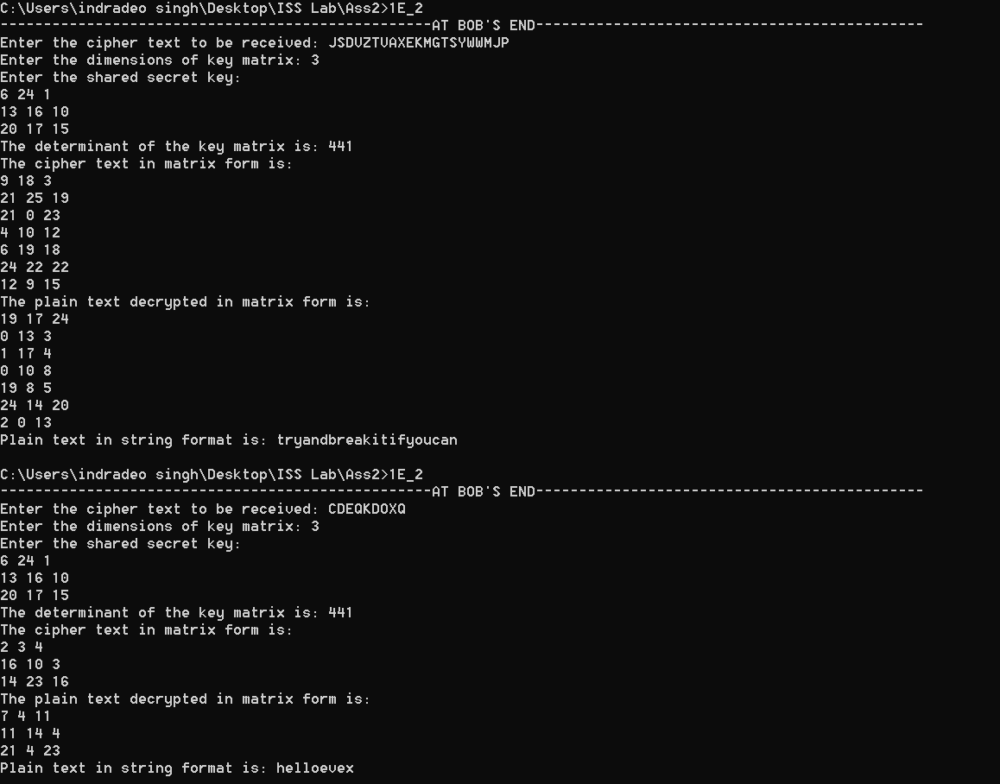 C:\Users\indradeo singh\Desktop\ISS Lab\Ass2>1E_2
--------------------------------------------------AT BOB'S END---------------------------------------------
Enter the cipher text to be received: JSDVZTVAXEKMGTSYWWMJP
Enter the dimensions of key matrix: 3
Enter the shared secret key:
6 24 1
13 16 10
20 17 15
The determinant of the key matrix is: 441
The cipher text in matrix form is:
9 18 3
21 25 19
21 0 23
4 10 12
6 19 18
24 22 22
12 9 15
The plain text decrypted in matrix form is:
19 17 24
0 13 3
1 17 4
0 10 8
19 8 5
24 14 20
2 0 13
Plain text in string format is: tryandbreakitifyoucan
C:\Users\indradeo singh\Desktop\ISS Lab\Ass2>1E_2
--------------------------------------------------AT BOB'S END---------------------------------------------
Enter the cipher text to be received: CDEQKDOXQ
Enter the dimensions of key matrix: 3
Enter the shared secret key:
6 24 1
13 16 10
20 17 15
The determinant of the key matrix is: 441
The cipher text in matrix form is:
2 3 4
16 10 3
14 23 16
The plain text decrypted in matrix form is:
7 4 11
11 14 4
21 4 23
Plain text in string format is: helloevex